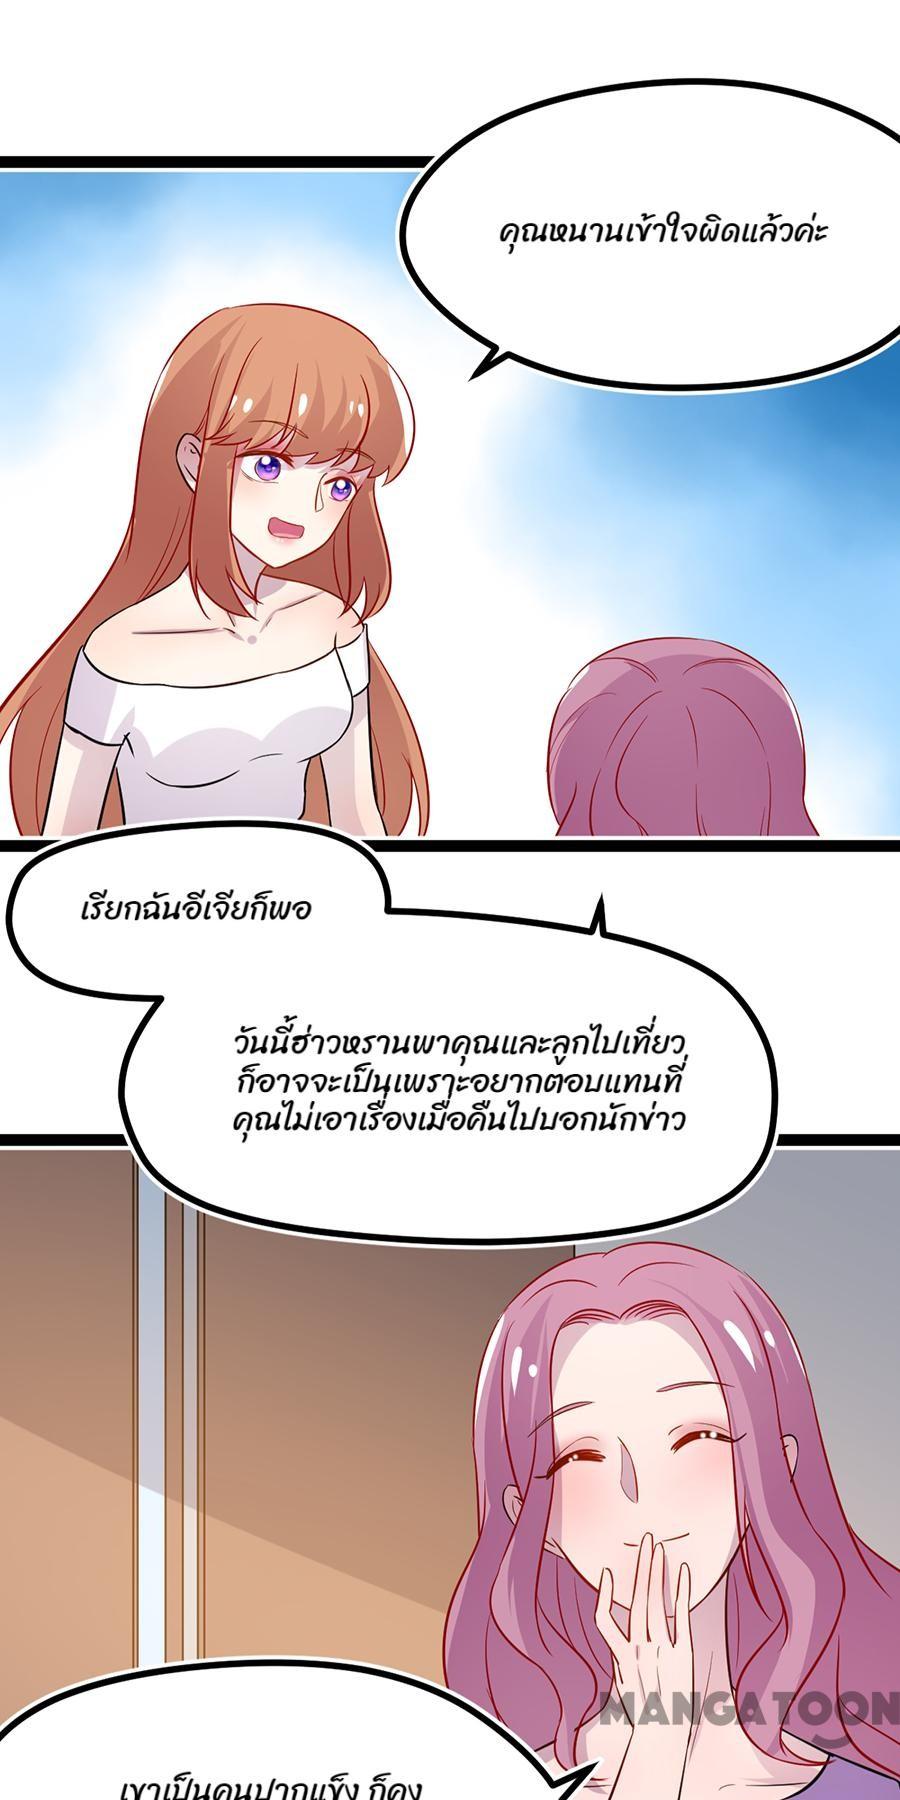 คุณหนานเข้าใจผิดแล้วค่ะ
เรียกฉันอีเจียก็พอ
วันนี้ฮ่าวหรานพาคุณและลูกไปเที่ยว
ก็อาจจะเป็นเพราะอยากตอบแทนที่
คุณไม่เอาเรื่องเมื่อคืนไปบอกนักข่าว
MANGATOON
เขาเป็นคนปากแข็ง ก็คง